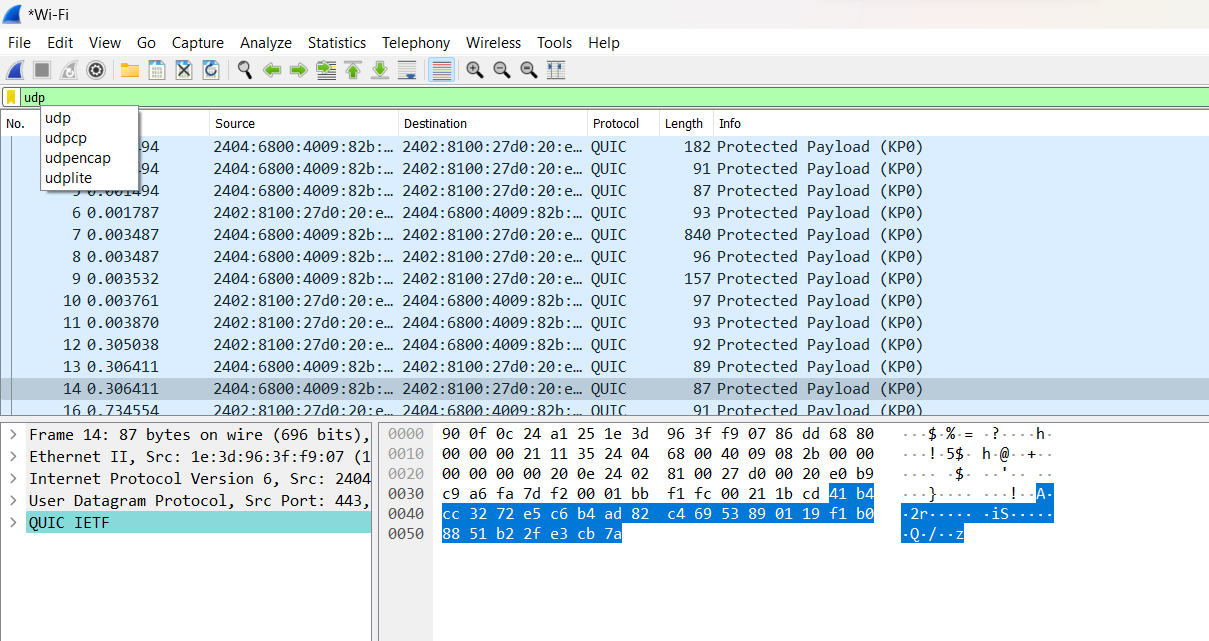 *Wi-Fi
File Edit View Go Capture Analyze Statistics Telephony Wireless Tools Help
udp
udp
udpcp
udpencap
udplite
No. Source Destination Protocol Length Info
494 2404:6800:4009:82b:… 2402:8100:27d0:20:e… QUIC 182 Protected Payload (KP0)
494 2404:6800:4009:82b:… 2402:8100:27d0:20:e… QUIC 91 Protected Payload (KP0)
5 0.001494 2404:6800:4009:82b:… 2402:8100:27d0:20:e… QUIC 87 Protected Payload (KP0)
6 0.001787 2402:8100:27d0:20:e… 2404:6800:4009:82b:… QUIC 93 Protected Payload (KP0)
7 0.003487 2404:6800:4009:82b:… 2402:8100:27d0:20:e… QUIC 840 Protected Payload (KP0)
8 0.003487 2404:6800:4009:82b:… 2402:8100:27d0:20:e… QUIC 96 Protected Payload (KP0)
9 0.003532 2404:6800:4009:82b:… 2402:8100:27d0:20:e… QUIC 157 Protected Payload (KP0)
10 0.003761 2402:8100:27d0:20:e… 2404:6800:4009:82b:… QUIC 97 Protected Payload (KP0)
11 0.003870 2402:8100:27d0:20:e… 2404:6800:4009:82b:… QUIC 93 Protected Payload (KP0)
12 0.305038 2402:8100:27d0:20:e… 2404:6800:4009:82b:… QUIC 92 Protected Payload (KP0)
13 0.306411 2404:6800:4009:82b:… 2402:8100:27d0:20:e… QUIC 89 Protected Payload (KP0)
14 0.306411 2404:6800:4009:82b:… 2402:8100:27d0:20:e… QUIC 87 Protected Payload (KP0)
16 0.734554 2402:8100:27d0:20:e… 2404:6800:4009:82b:… QUIC 91 Protected Payload (KP0)
Frame 14: 87 bytes on wire (696 bits),
Ethernet II, Src: 1e:3d:96:3f:f9:07 (1
Internet Protocol Version 6, Src: 2404
User Datagram Protocol, Src Port: 443,
QUIC IETF
0000 90 0f 0c 24 a1 25 1e 3d 96 3f f9 07 86 dd 68 80 ···$·%·= ·?····h·
0010 00 00 00 21 11 35 24 04 68 00 40 09 08 2b 00 00 ···!·5$· h·@··+··
0020 00 00 00 00 20 0e 24 02 81 00 27 d0 00 20 e0 b9 ···· ·$· ··'·· ··
0030 c9 a6 fa 7d f2 00 01 bb f1 fc 00 21 1b cd 41 b4 ···}···· ···!··A·
0040 cc 32 72 e5 c6 b4 ad 82 c4 69 53 89 01 19 f1 b0 ·2r····· ·iS·····
0050 88 51 b2 2f e3 cb 7a ·Q·/··z